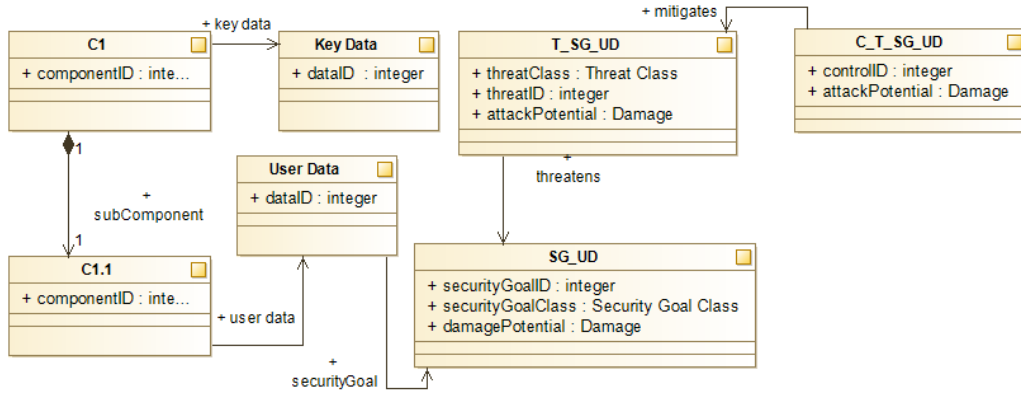 + mitigates
+ key data
C1
+ componentID : inte...
Key Data
+ dataID : integer
T_SG_UD
+ threatClass : Threat Class
+ threatID : integer
+ attackPotential : Damage
C_T_SG_UD
+ controlID : integer
+ attackPotential : Damage
1
+
subComponent
1
User Data
+ dataID : integer
+
threatens
C1.1
+ componentID : inte...
+ user data
SG_UD
+ securityGoalID : integer
+ securityGoalClass : Security Goal Class
+ damagePotential : Damage
+
securityGoal